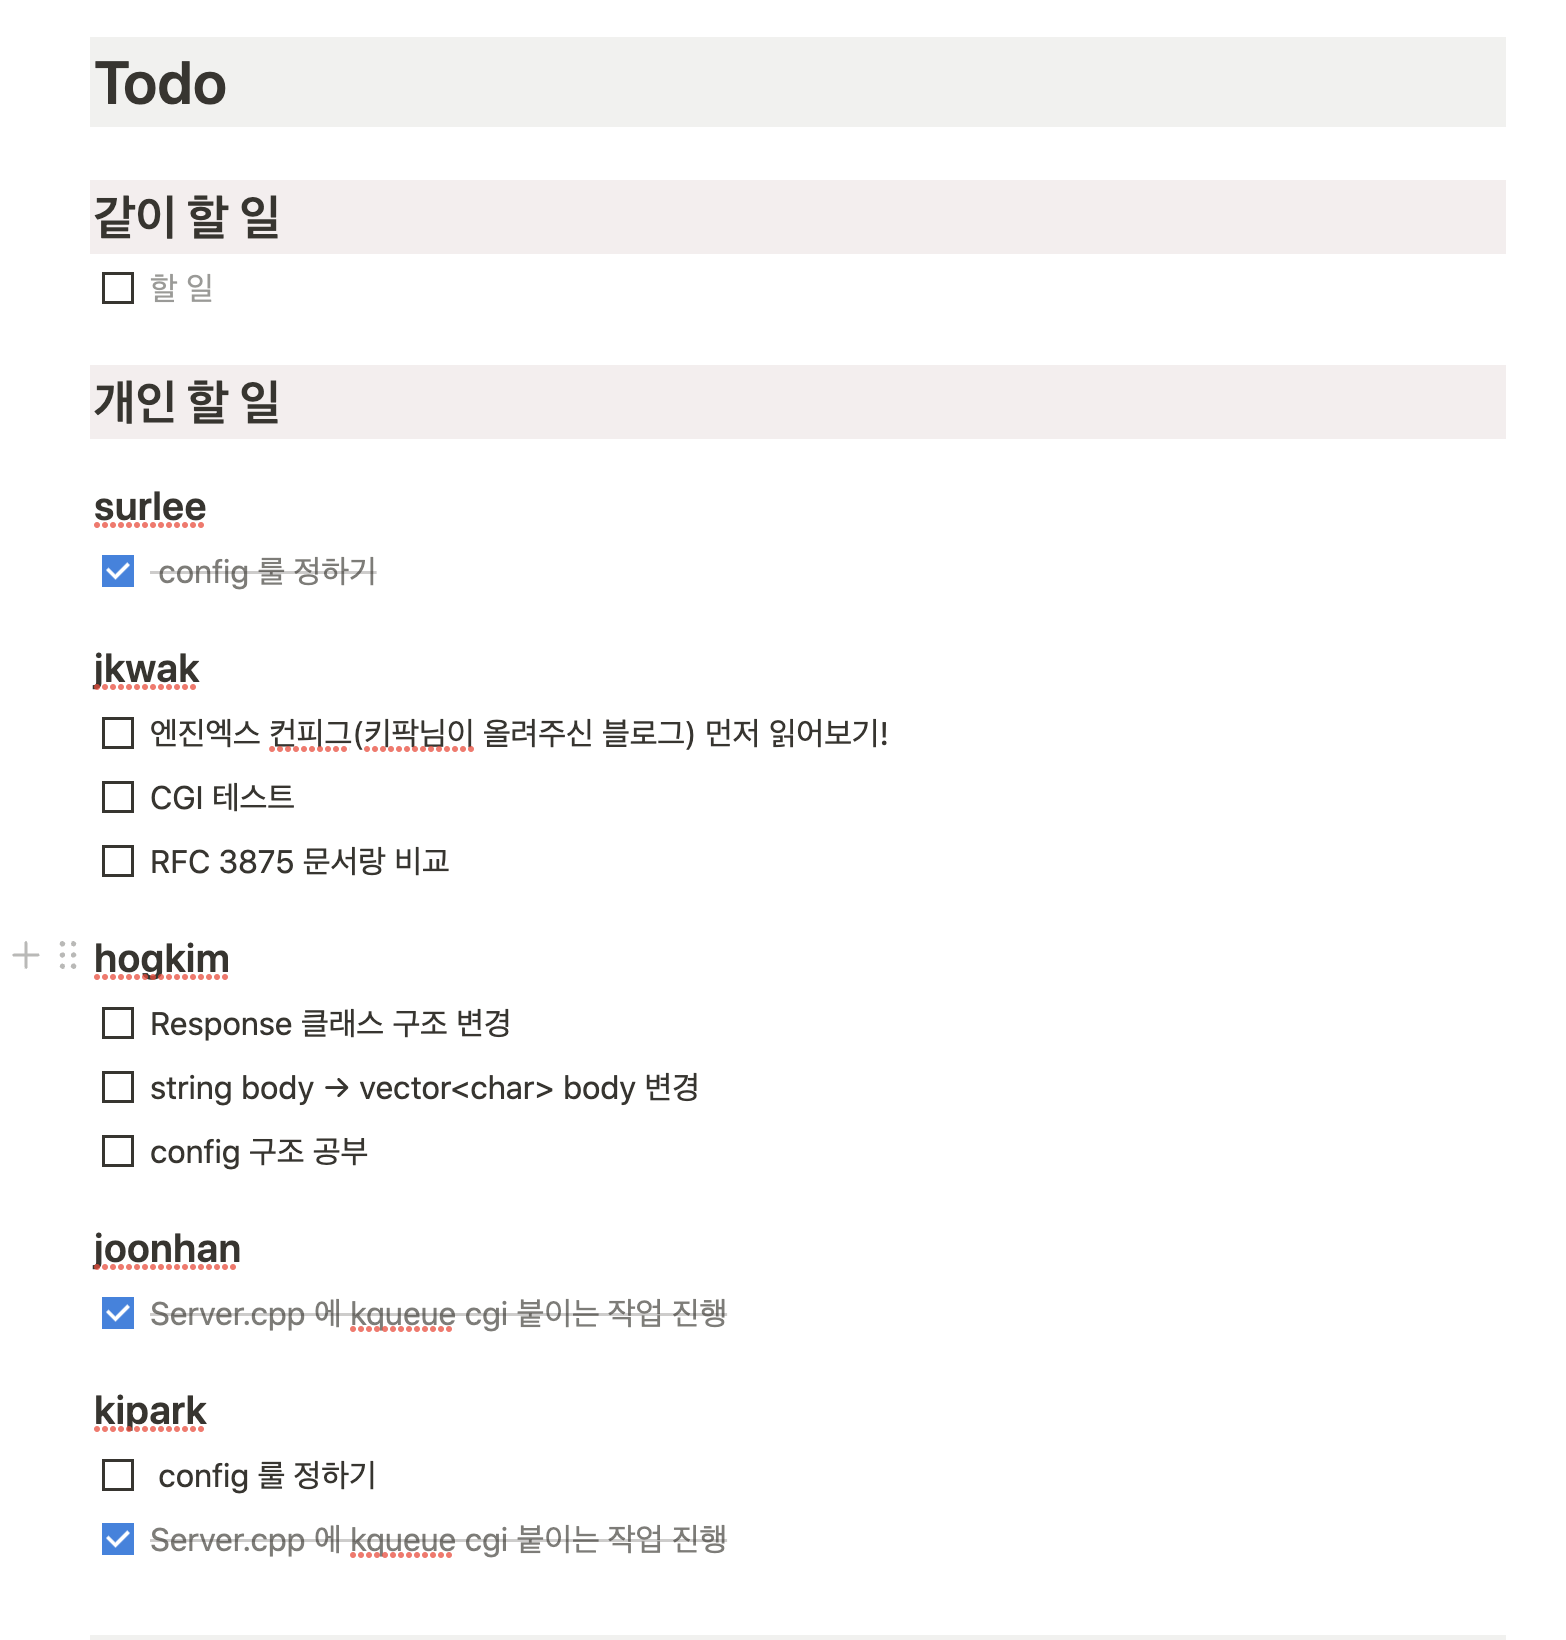 Todo
같이 할 일
할 일
개인 할 일
surlee
config 룰 정하기
jkwak
엔진엑스 컨피그(키팍님이 올려주신 블로그) 먼저 읽어보기!
CGI 테스트
RFC 3875 문서랑 비교
hogkim
Response 클래스 구조 변경
string body → vector<char> body 변경
config 구조 공부
joonhan
Server.cpp 에 kqueue cgi 붙이는 작업 진행
kipark
config 룰 정하기
Server.cpp 에 kqueue cgi 붙이는 작업 진행